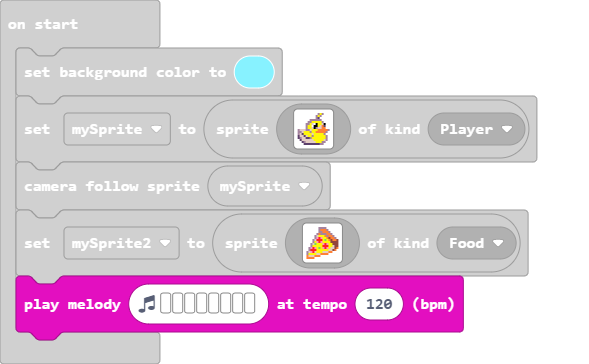 on start
set background color to
set mySprite to sprite of kind Player
camera follow sprite mySprite
set mySprite2 to sprite of kind Food
play melody at tempo 120 (bpm)